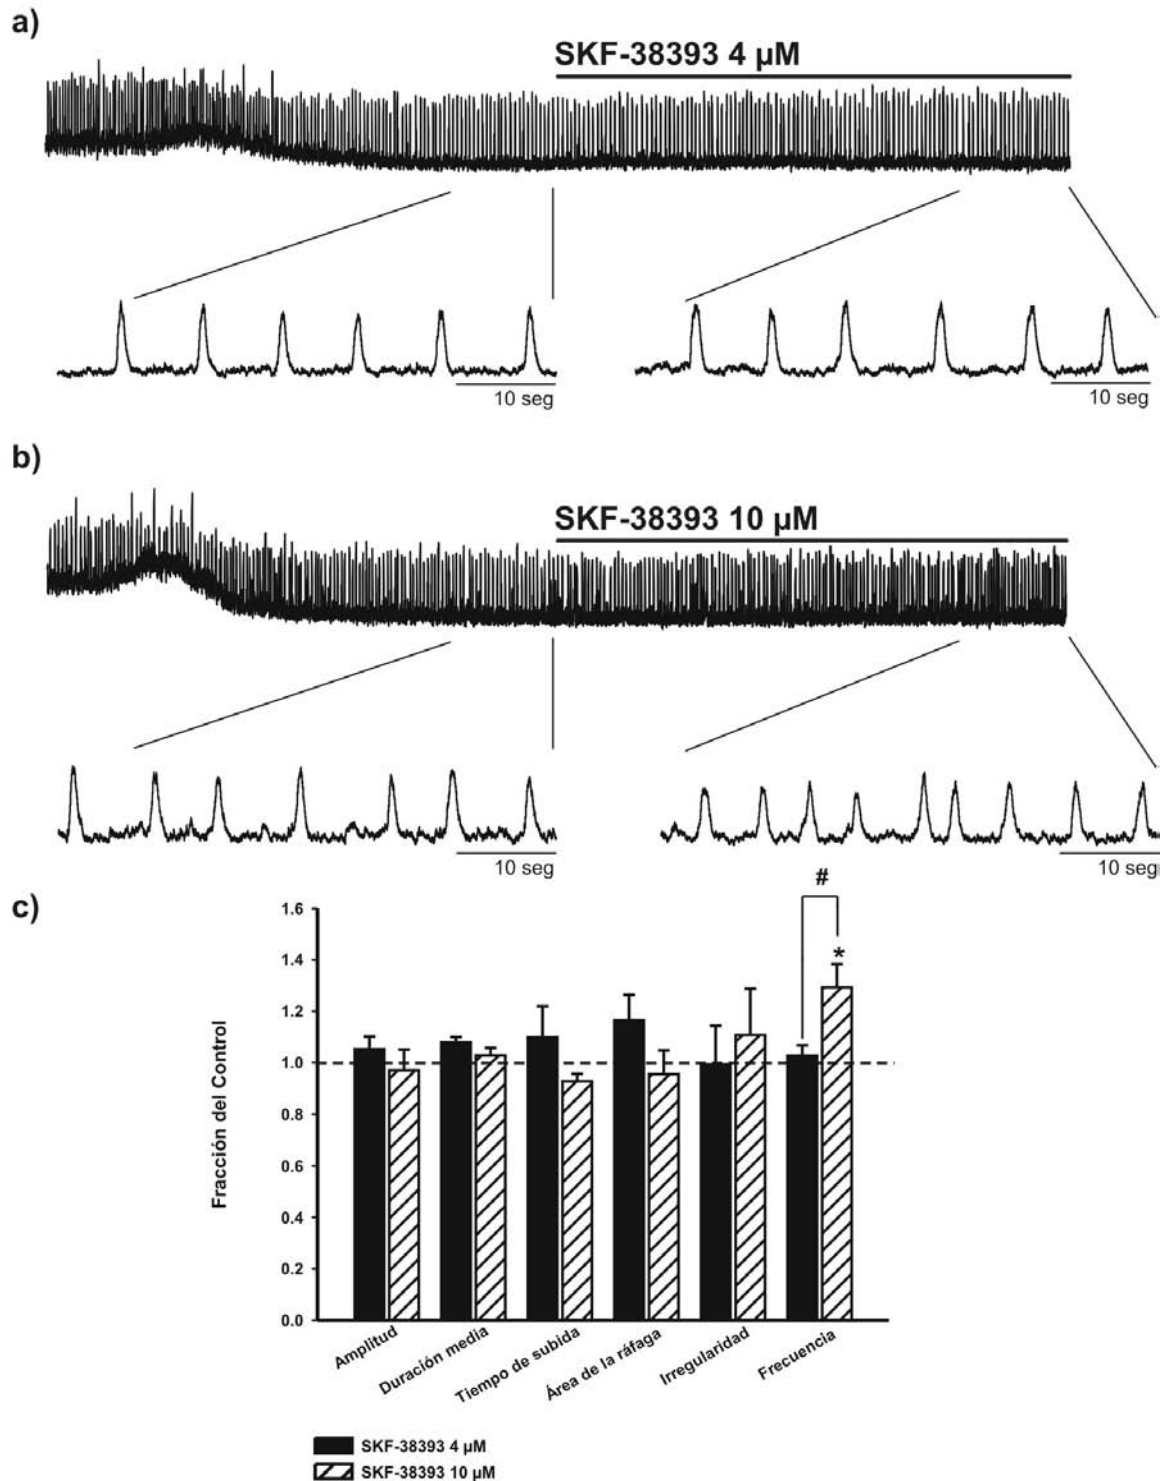 a)
SKF-38393 4 µM
10 seg
10 seg
b)
SKF-38393 10 µM
10 seg
10 seg
c)
#
*
1.6
1.4
1.2
1.0
0.8
0.6
0.4
0.2
0.0
Fracción del Control
Amplitud
Duración media
Tiempo de subida
Área de la ráfaga
Irregularidad
Frecuencia
SKF-38393 4 µM
SKF-38393 10 µM